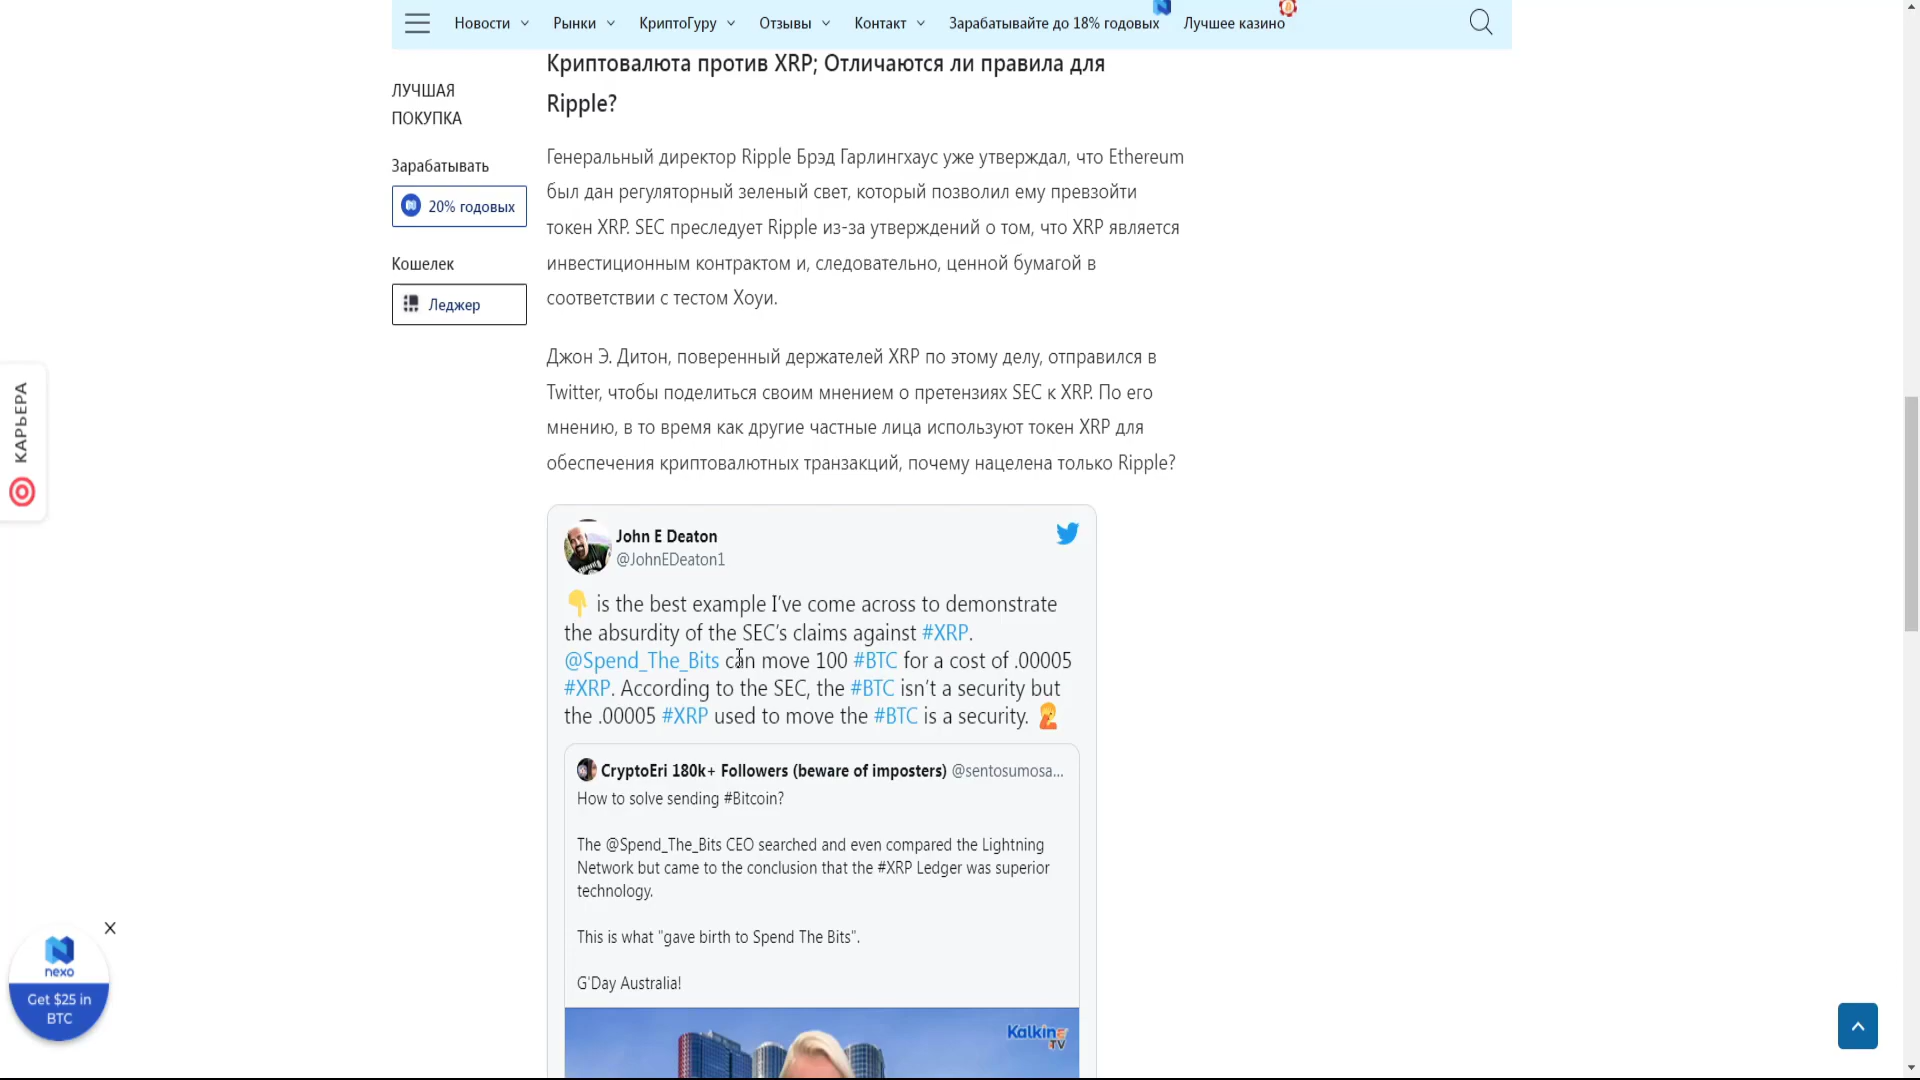 Новости
Рынки
КриптоГуру
Отзывы
Контакт
Зарабатывайте до 18% годовых
Лучшее казино
Криптовалюта против XRP; Отличаются ли правила для
Ripple?
ЛУЧШАЯ
ПОКУПКА
Зарабатывать
20% годовых
Кошелек
Леджер
Генеральный директор Ripple Брэд Гарлингхаус уже утверждал, что Ethereum
был дан регуляторный зеленый свет, который позволил ему превзойти
токен XRP. SEC преследует Ripple из-за утверждений о том, что XRP является
инвестиционным контрактом и, следовательно, ценной бумагой в
соответствии с тестом Хоуи.
Джон Э. Дитон, поверенный держателей XRP по этому делу, отправился в
Twitter, чтобы поделиться своим мнением о претензиях SEC к XRP. По его
мнению, в то время как другие частные лица используют токен XRP для
обеспечения криптовалютных транзакций, почему нацелена только Ripple?
КАРЬЕРА
John E Deaton
@JohnEDeaton1
👇 is the best example I’ve come across to demonstrate
the absurdity of the SEC’s claims against #XRP.
@Spend_The_Bits can move 100 #BTC for a cost of .00005
#XRP. According to the SEC, the #BTC isn’t a security but
the .00005 #XRP used to move the #BTC is a security. 🤦
CryptoEri 180k+ Followers (beware of imposters) @sentosumosa...
How to solve sending #Bitcoin?
The @Spend_The_Bits CEO searched and even compared the Lightning
Network but came to the conclusion that the #XRP Ledger was superior
technology.
This is what "gave birth to Spend The Bits".
G'Day Australia!
Kalkine
TV
nexo
Get $25 in
BTC